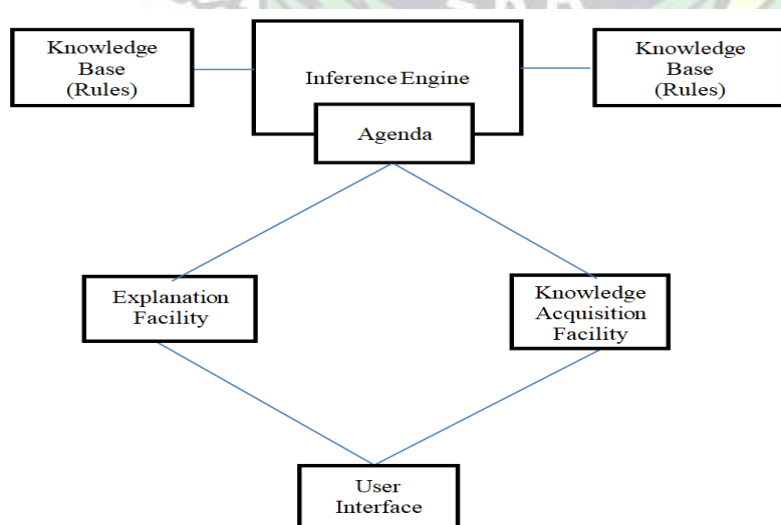 Knowledge
Base
(Rules)
Inference Engine
Knowledge
Base
(Rules)
Agenda
Explanation
Facility
Knowledge
Acquisition
Facility
User
Interface